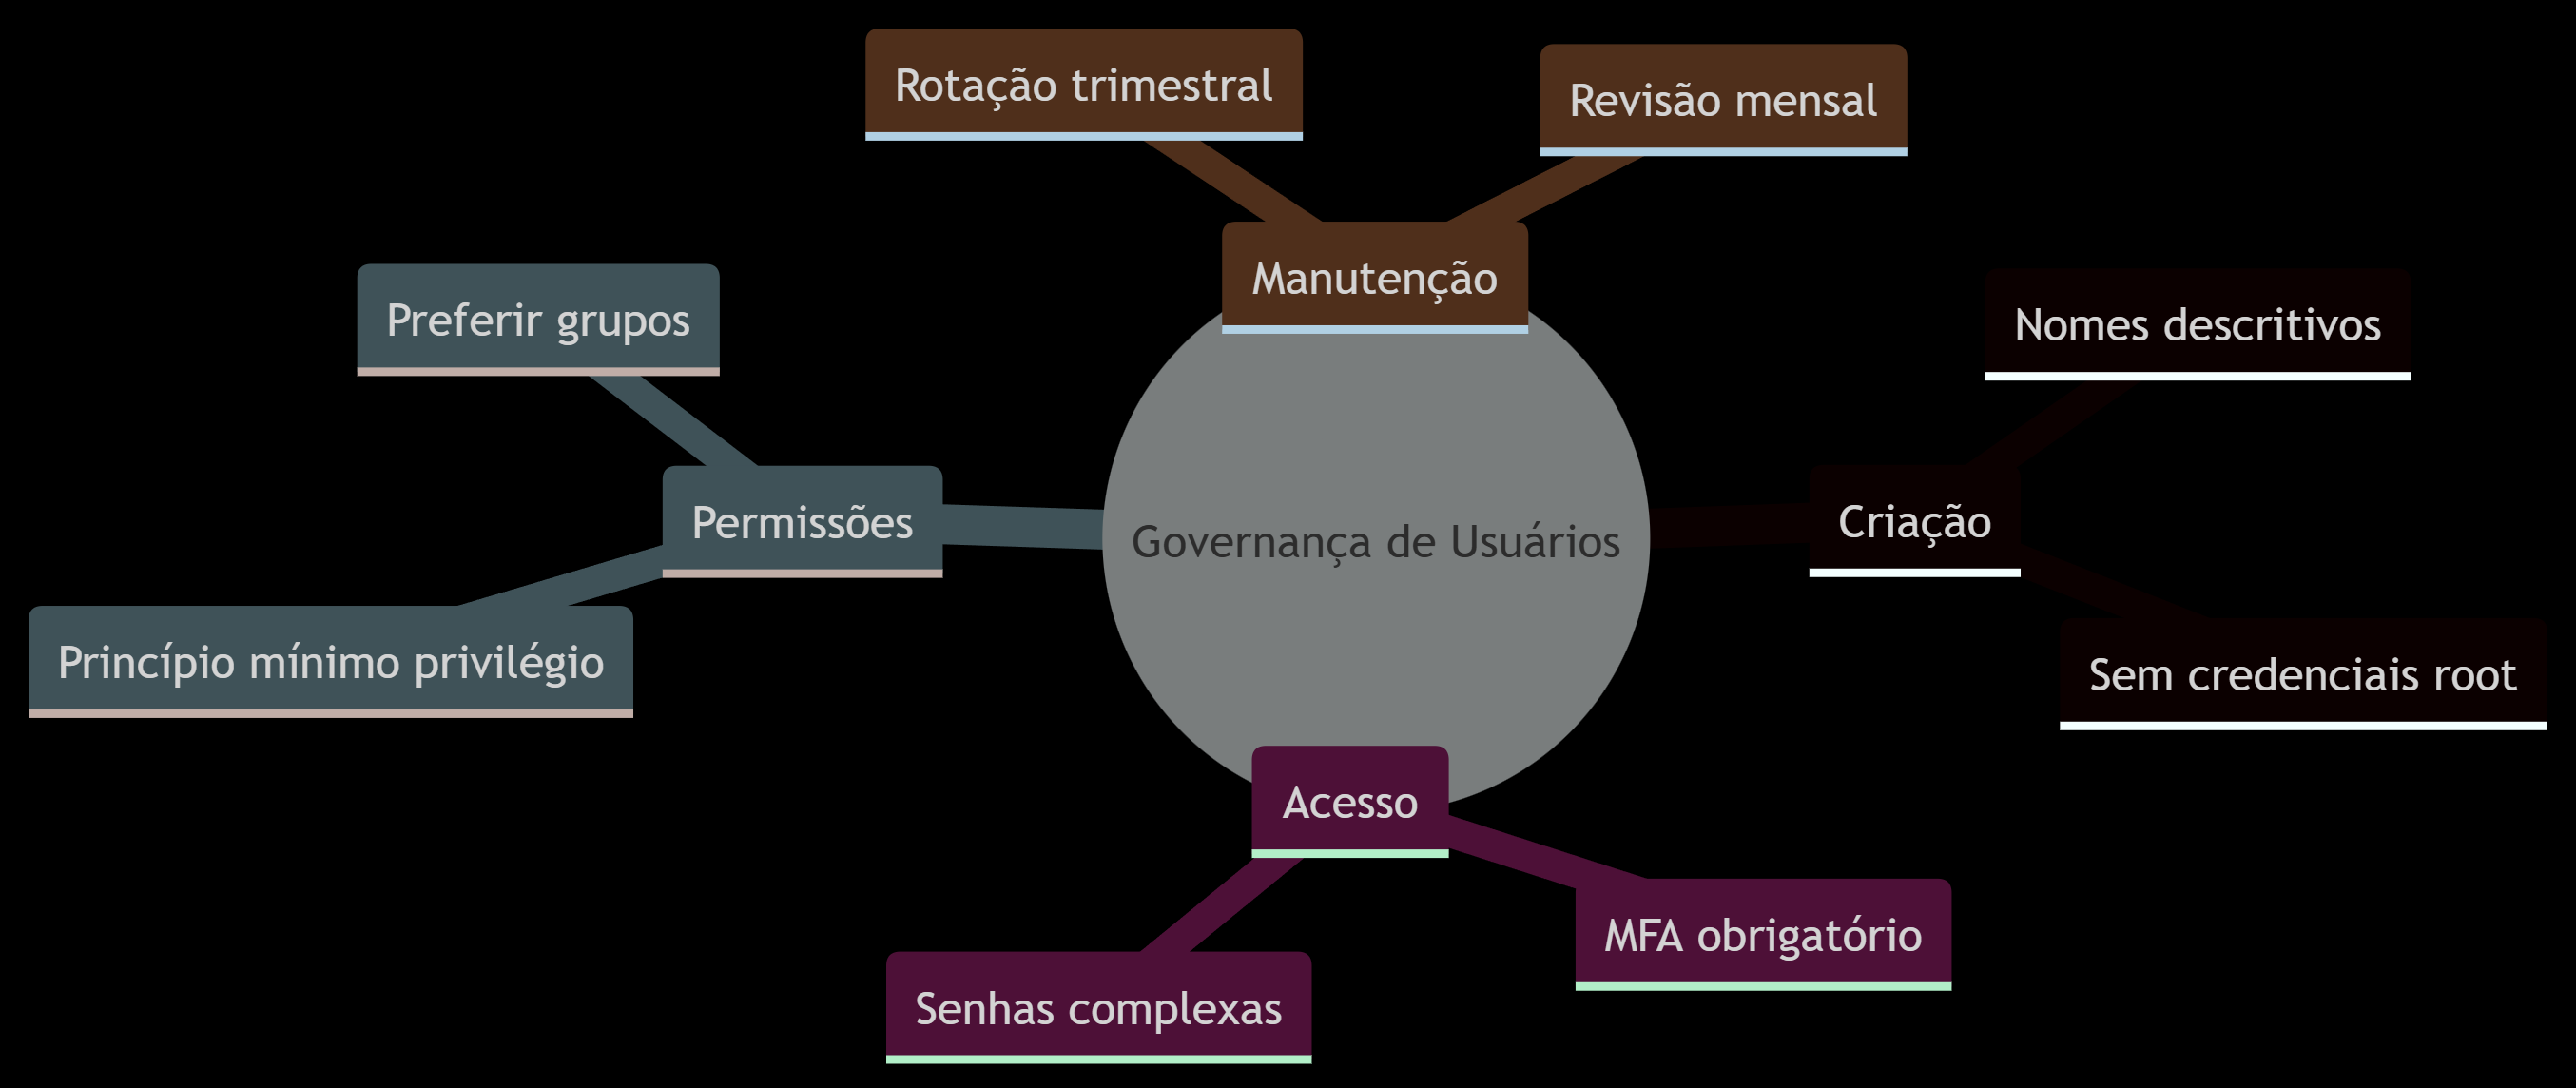 Rotação trimestral
Revisão mensal
Manutenção
Preferir grupos
Nomes descritivos
Permissões
Governança de Usuários
Criação
Princípio mínimo privilégio
Sem credenciais root
Acesso
MFA obrigatório
Senhas complexas